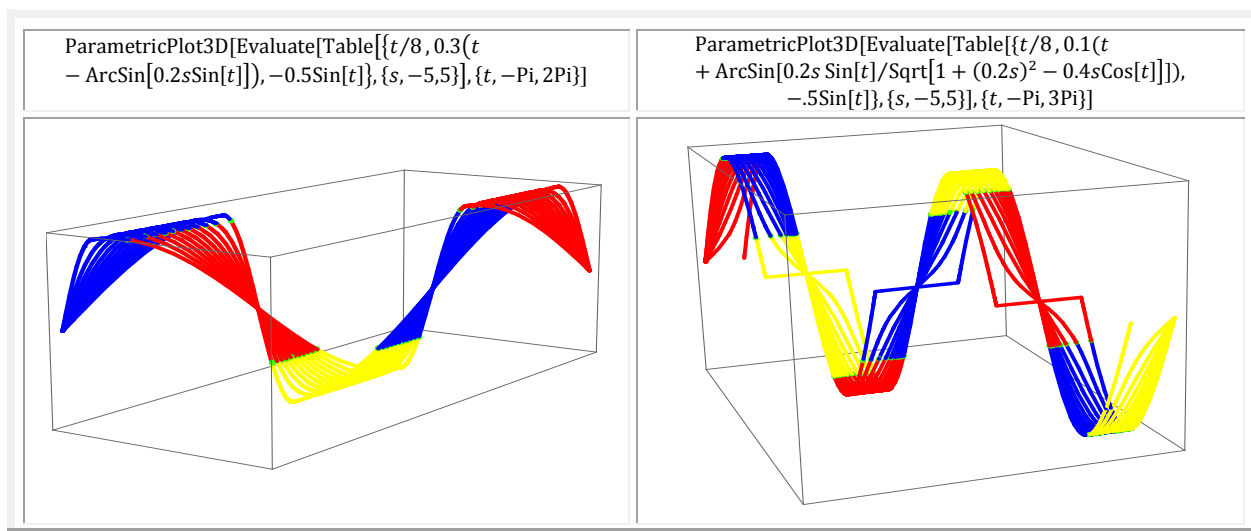 ParametricPlot3D[Evaluate[Table[{t/8 , 0.3(t
− ArcSin[0.2sSin[t]]), −0.5Sin[t]}, {s, −5,5}] , {t, −Pi, 2Pi}]
ParametricPlot3D[Evaluate[Table[{t/8 , 0.1(t
+ ArcSin[0.2s Sin[t]/Sqrt[1 + (0.2s)² − 0.4sCos[t]]]),
−.5Sin[t]}, {s, −5,5}] , {t, −Pi, 3Pi}]